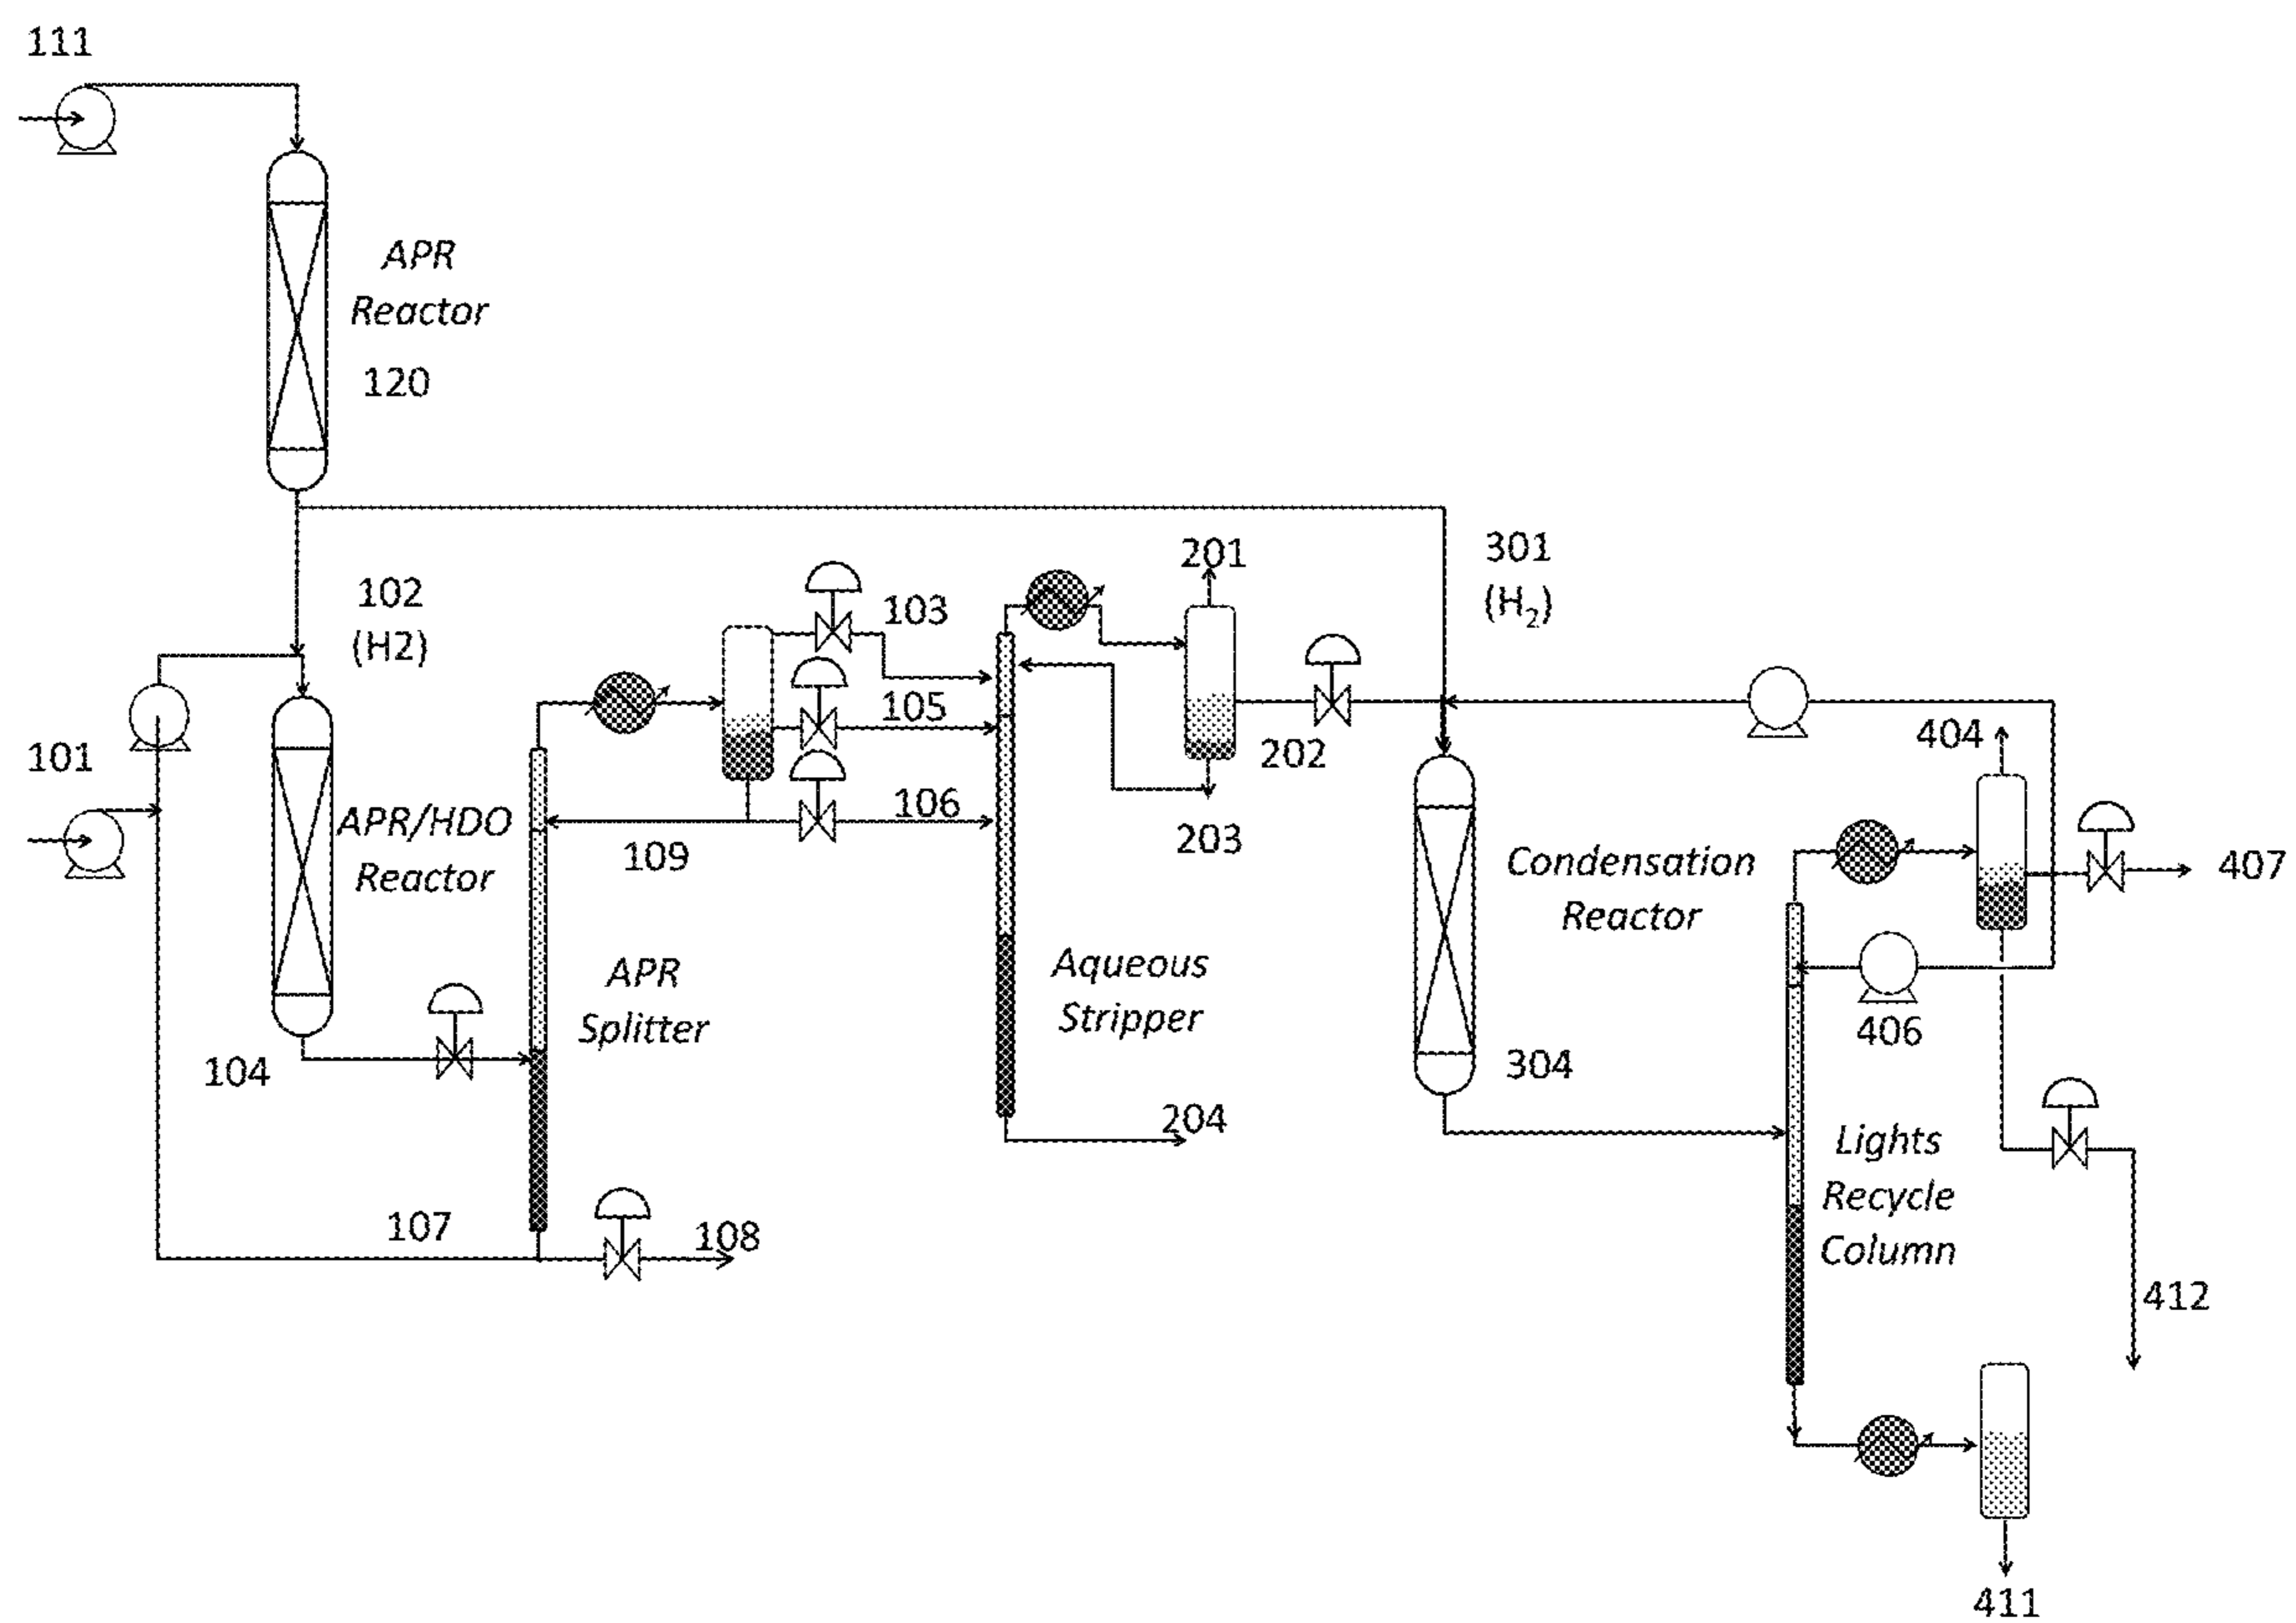 111
APR
Reactor
120
102
(H2)
101
APR/HDO
Reactor
104
107
108
APR
Splitter
109
103
105
106
Aqueous
Stripper
201
202
203
204
301
(H₂)
Condensation
Reactor
304
404
407
406
Lights
Recycle
Column
412
411